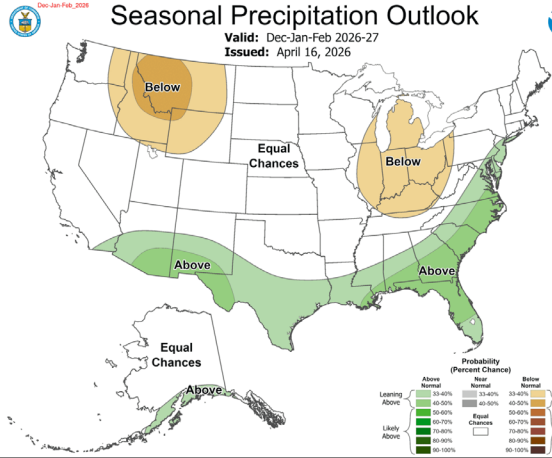 Dec-Jan-Feb_2026
Seasonal Precipitation Outlook
Valid: Dec-Jan-Feb 2026-27
Issued: April 16, 2026
Below
Equal
Chances
Below
Above
Above
Equal
Chances
Above
Probability
(Percent Chance)
Above
Normal
Near
Normal
Below
Normal
Leaning
Above
33-40%
40-50%
33-40%
40-50%
33-40%
40-50%
Likely
Above
50-60%
60-70%
70-80%
80-90%
90-100%
Equal
Chances
50-60%
60-70%
70-80%
80-90%
90-100%